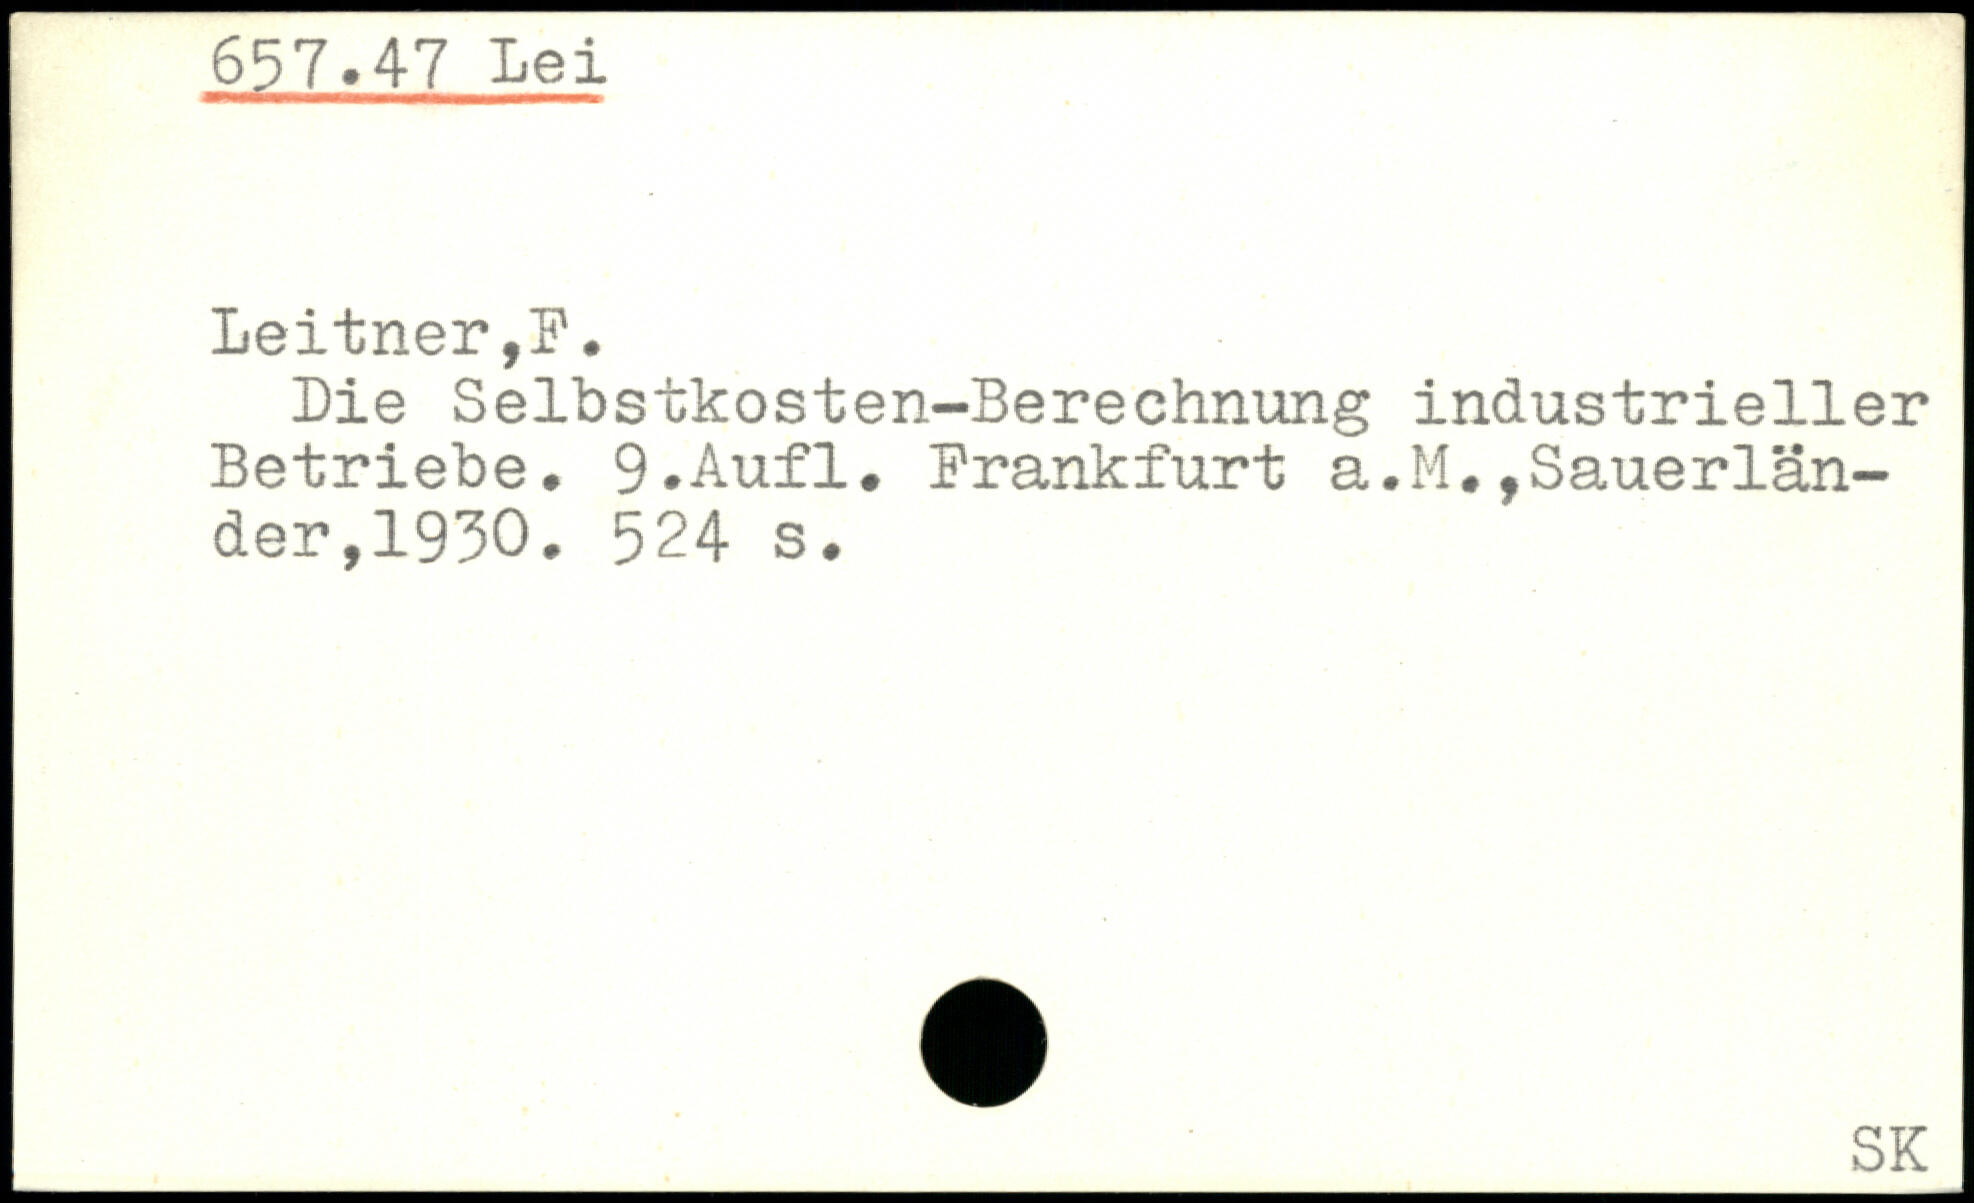 657.47 Lei
Leitner,F.
Die Selbstkosten-Berechnung industrieller
Betriebe. 9.Aufl. Frankfurt a.M.,Sauerlän-
der,1930. 524 s.
SK